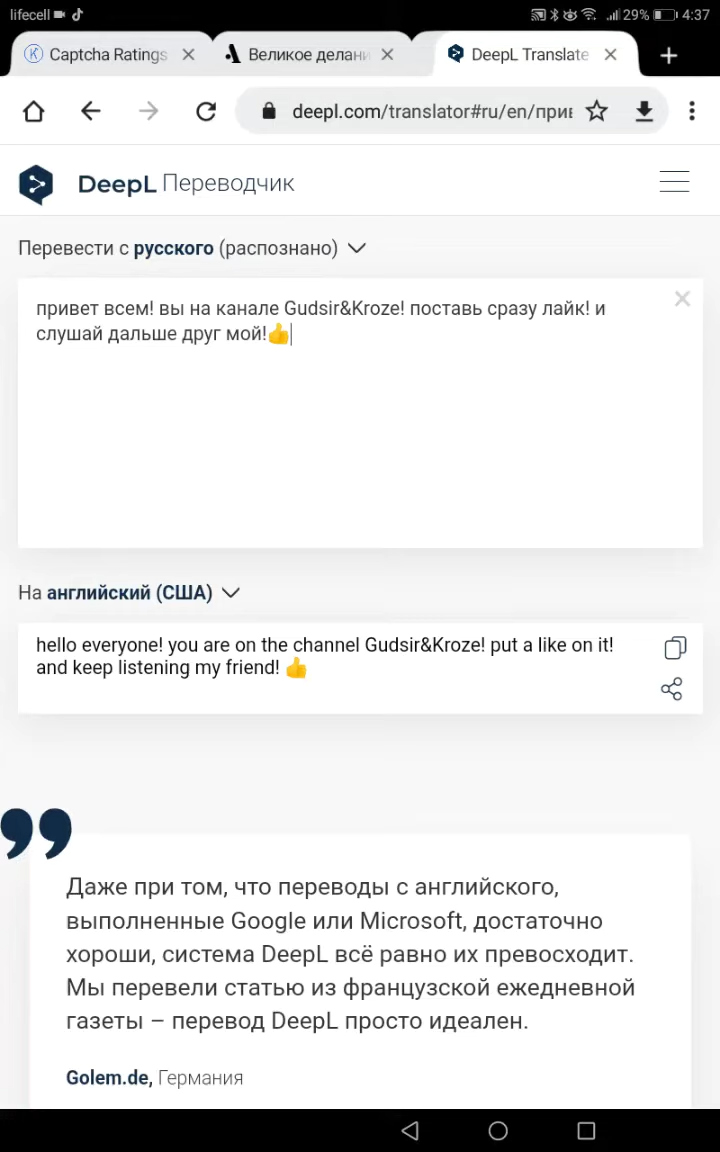 lifecell 29% 4:37
Captcha Ratings Великое делани DeepL Translate
deepl.com/translator#ru/en/прив
DeepL Переводчик
Перевести с русского (распознано)
привет всем! вы на канале Gudsir&Kroze! поставь сразу лайк! и
слушай дальше друг мой!👍
На английский (США)
hello everyone! you are on the channel Gudsir&Kroze! put a like on it!
and keep listening my friend! 👍
Даже при том, что переводы с английского,
выполненные Google или Microsoft, достаточно
хороши, система DeepL всё равно их превосходит.
Мы перевели статью из французской ежедневной
газеты – перевод DeepL просто идеален.
Golem.de, Германия